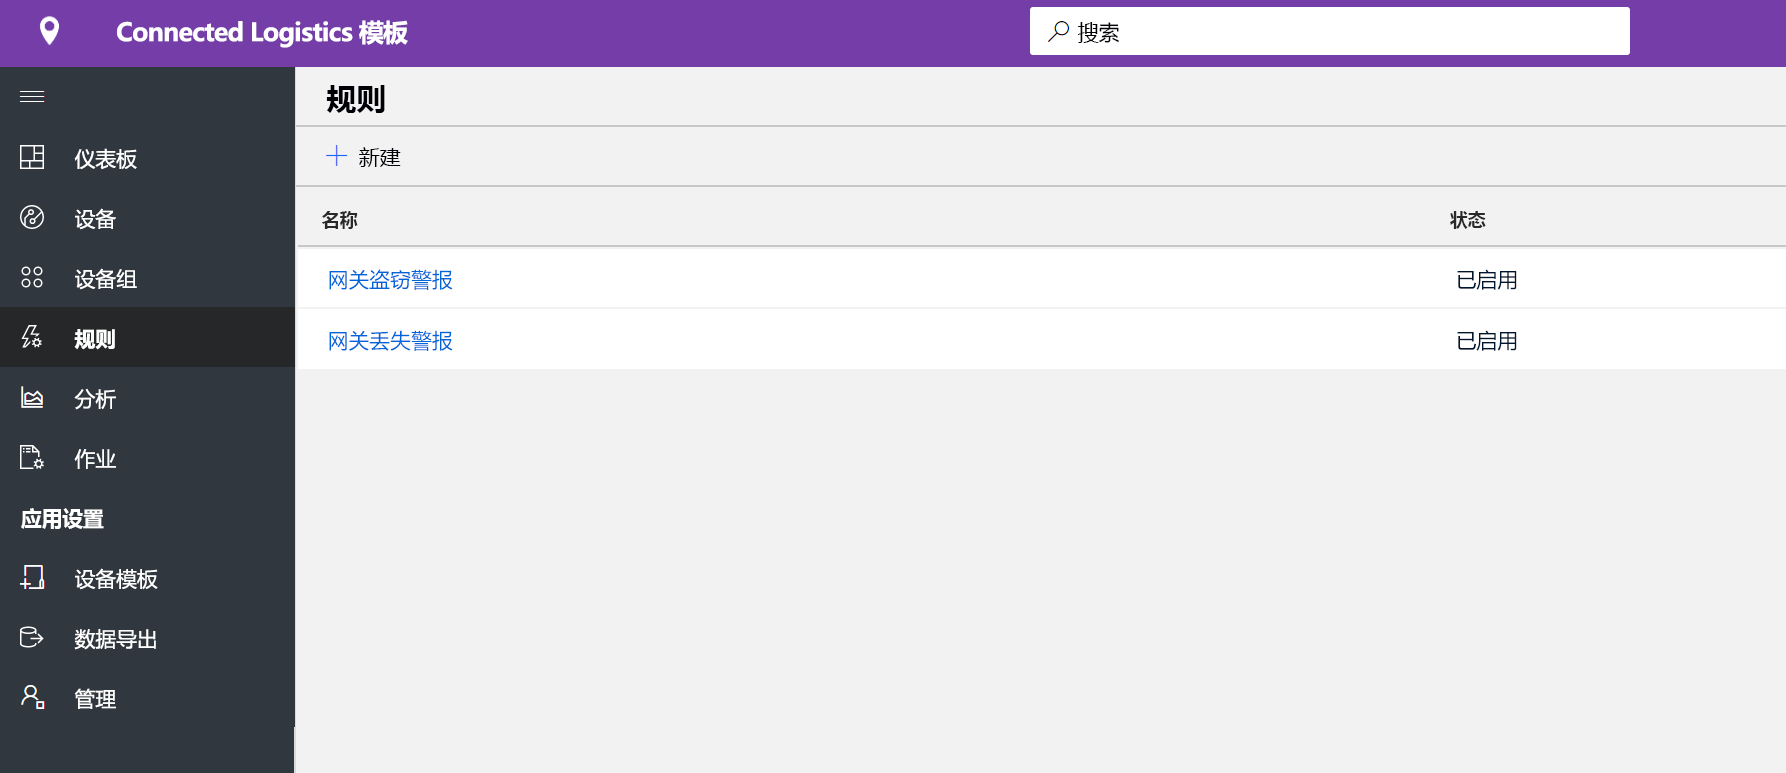 Connected Logistics 模板
搜索
仪表板
设备
设备组
规则
分析
作业
应用设置
设备模板
数据导出
管理
规则
新建
名称 状态
网关盗窃警报 已启用
网关丢失警报 已启用